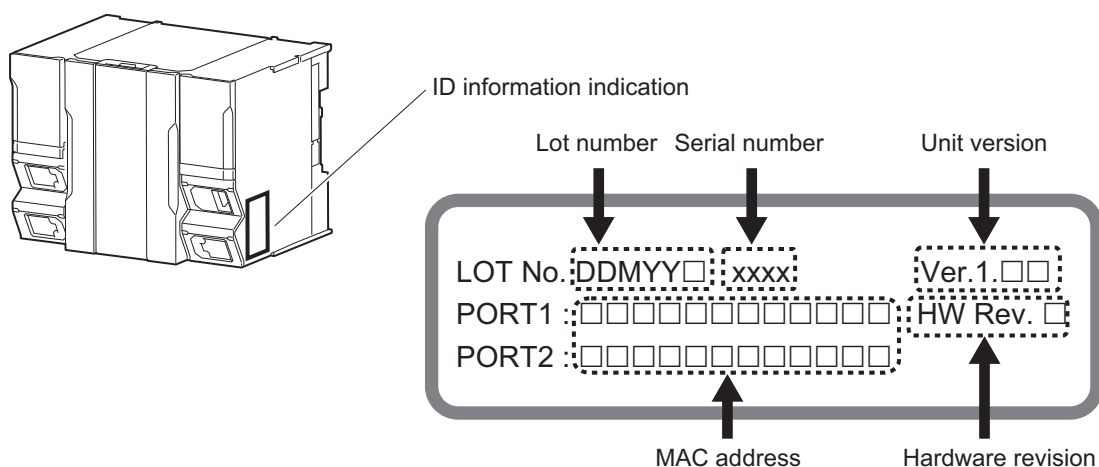 ID information indication
Lot number Serial number Unit version
LOT No. DDMYY□ xxxx Ver.1.□□
PORT1 : □□□□□□□□□□□□ HW Rev. □
PORT2 : □□□□□□□□□□□□
MAC address Hardware revision